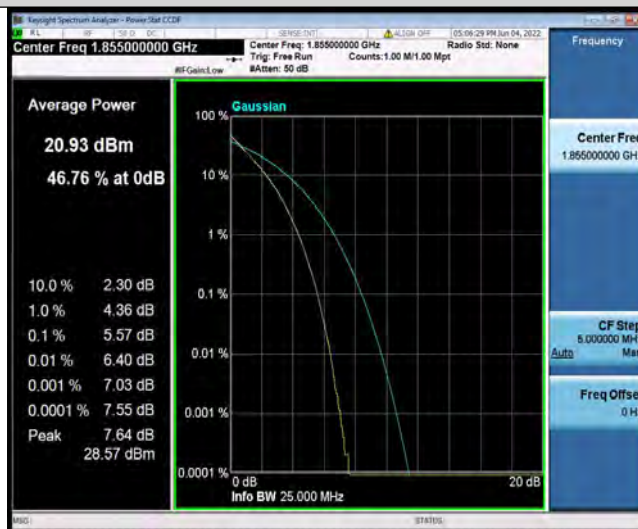 Keysight Spectrum Analyzer - Power Stat CCDF
RL RF 50 Ω DC SENSE:INT ALIGN OFF 05:06:29 PM Jun 04, 2022
Center Freq 1.855000000 GHz
Center Freq: 1.855000000 GHz Radio Std: None
Trig: Free Run Counts:1.00 M/1.00 Mpt
#IFGain:Low #Atten: 50 dB
Frequency
Average Power
20.93 dBm
46.76 % at 0dB
10.0 % 2.30 dB
1.0 % 4.36 dB
0.1 % 5.57 dB
0.01 % 6.40 dB
0.001 % 7.03 dB
0.0001 % 7.55 dB
Peak 7.64 dB
28.57 dBm
Gaussian
100 %
10 %
1 %
0.1 %
0.01 %
0.001 %
0.0001 %
0 dB 20 dB
Info BW 25.000 MHz
Center Freq
1.855000000 GH
CF Step
5.000000 MH
Auto Man
Freq Offse
0 H
MSG STATUS